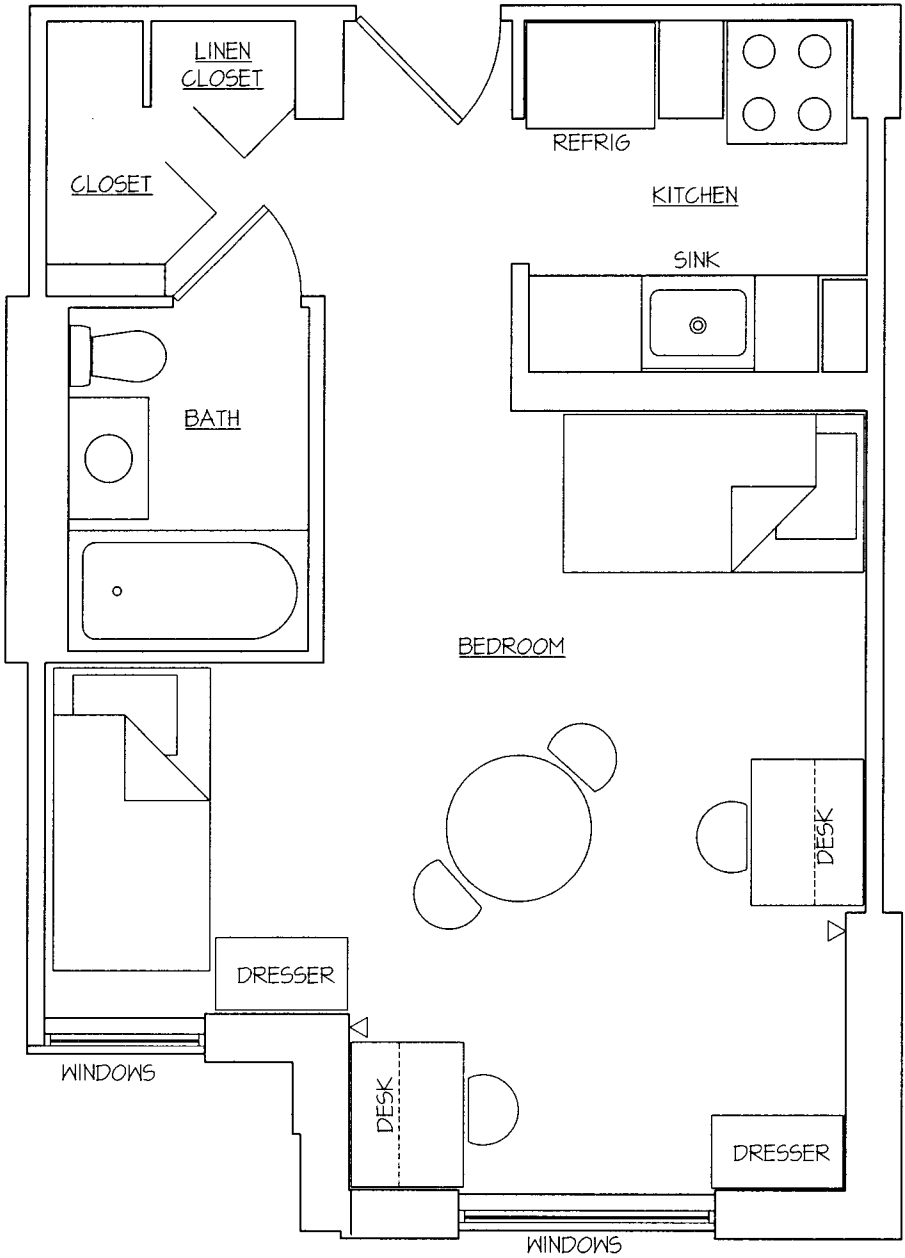 LINEN
CLOSET
REFRIG
CLOSET
KITCHEN
SINK
BATH
BEDROOM
DESK
DRESSER
WINDOWS
DESK
DRESSER
WINDOWS